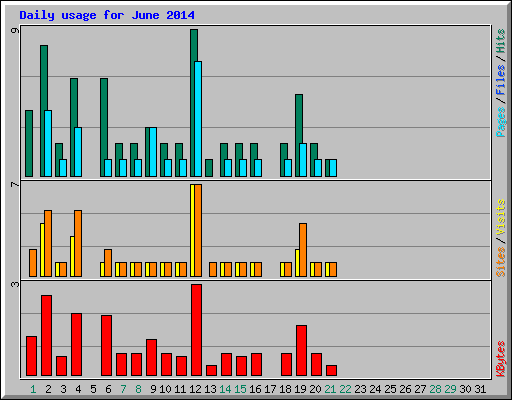 Daily usage for June 2014
9
Pages / Files / Hits
7
Sites / Visits
3
KBytes
1 2 3 4 5 6 7 8 9 10 11 12 13 14 15 16 17 18 19 20 21 22 23 24 25 26 27 28 29 30 31